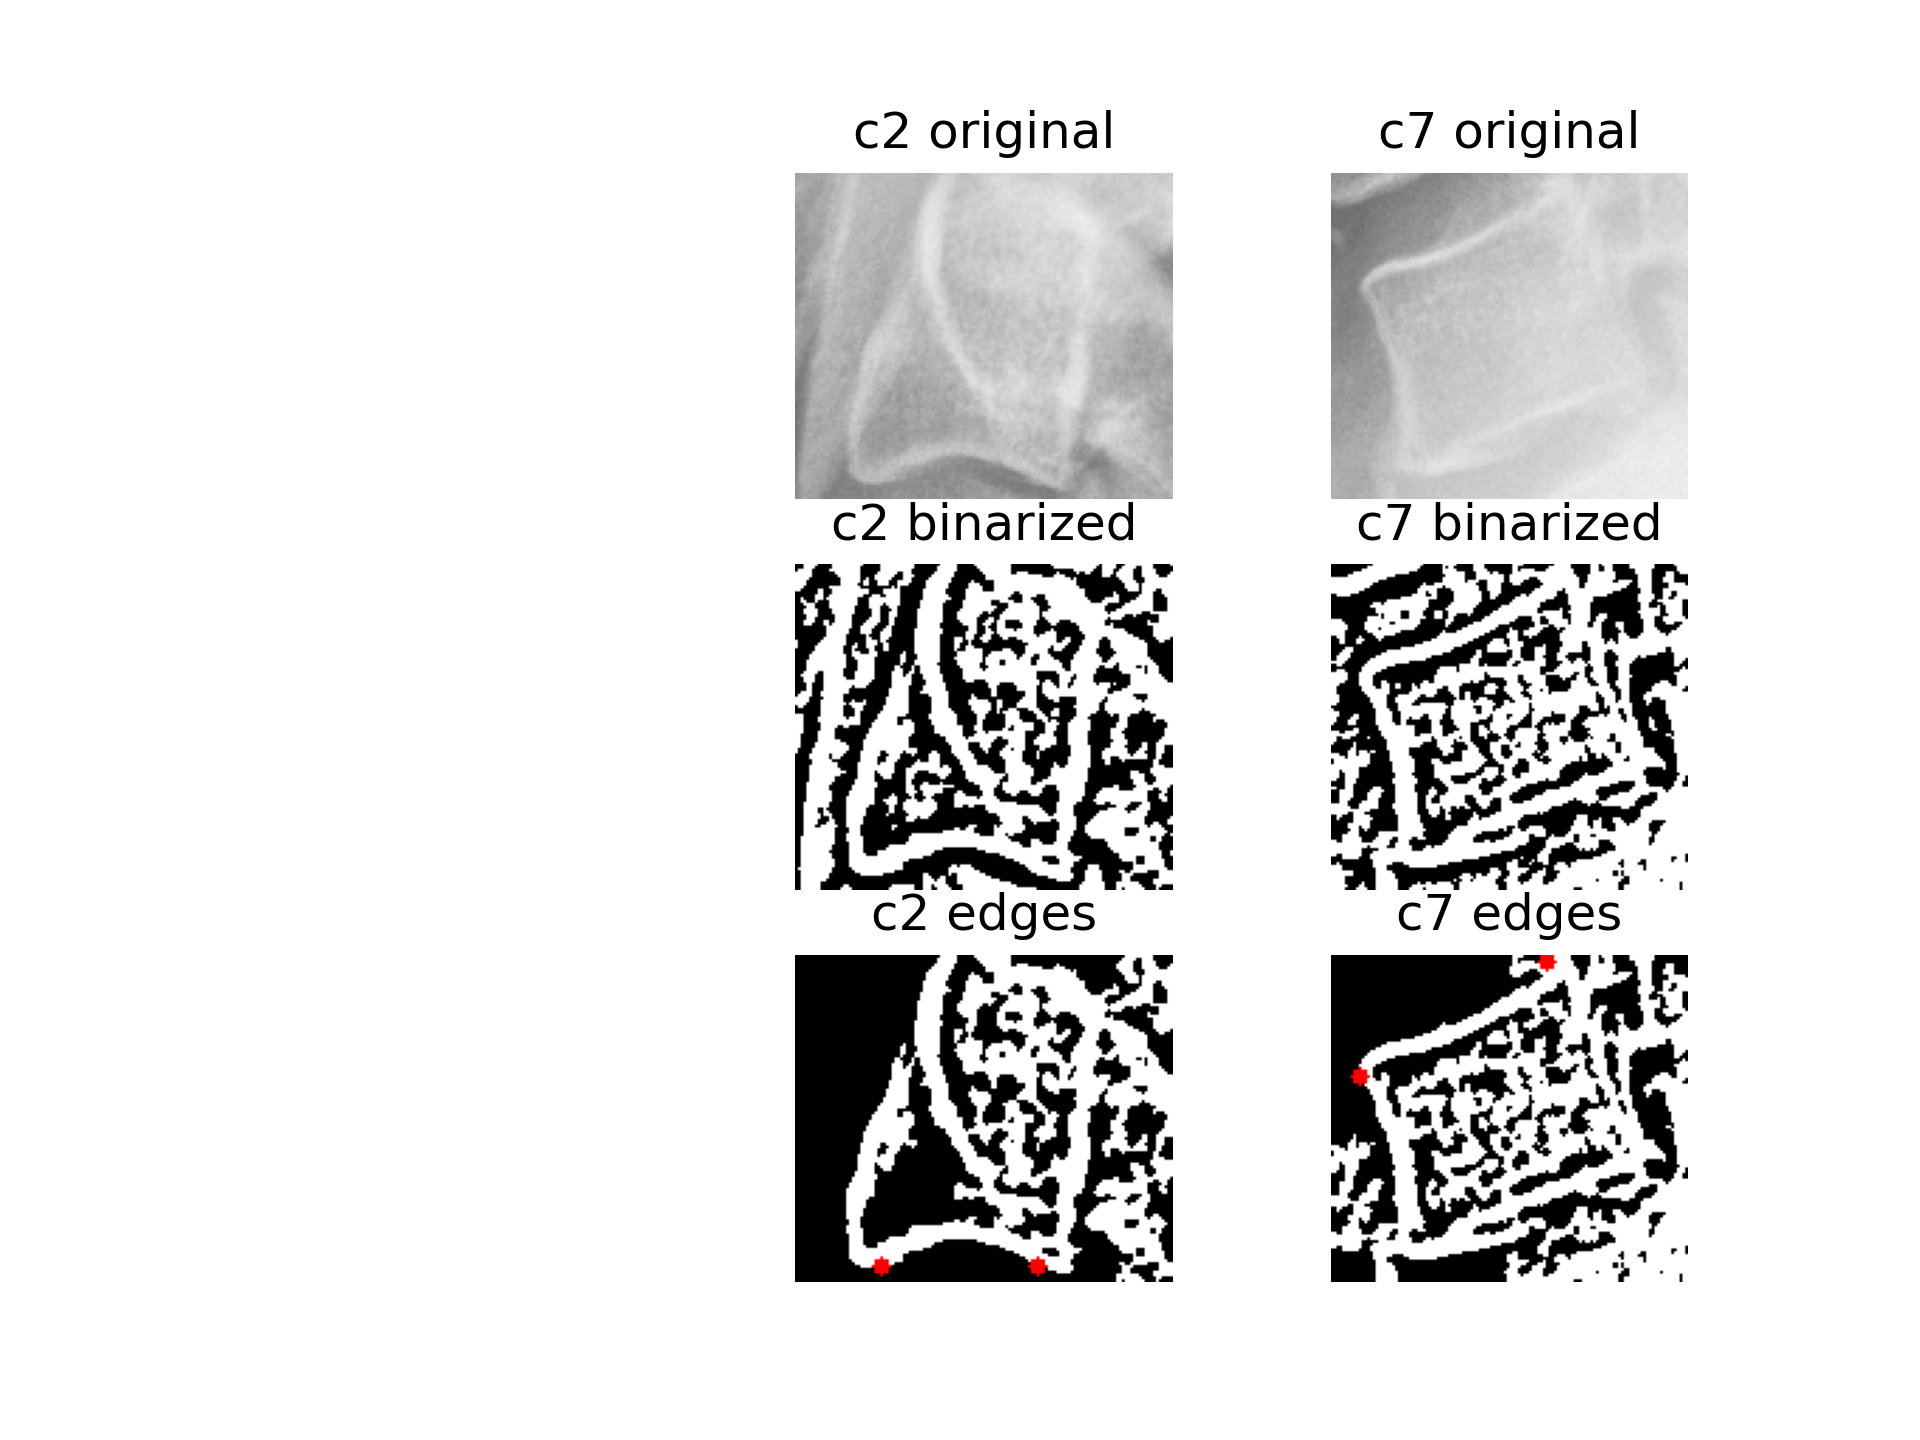 c2 original
c7 original
c2 binarized
c7 binarized
c2 edges
c7 edges